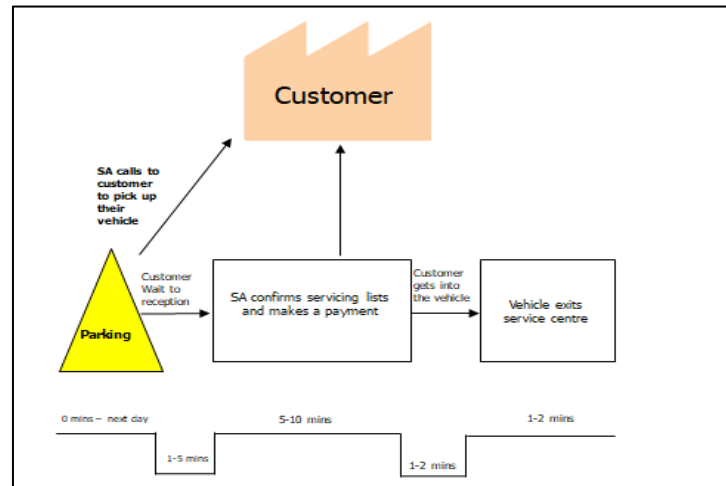 Customer
SA calls to
customer
to pick up
their
vehicle
Customer
Wait to
reception
Parking
SA confirms servicing lists
and makes a payment
Customer
gets into
the vehicle
Vehicle exits
service centre
0 mins – next day
1-5 mins
5-10 mins
1-2 mins
1-2 mins